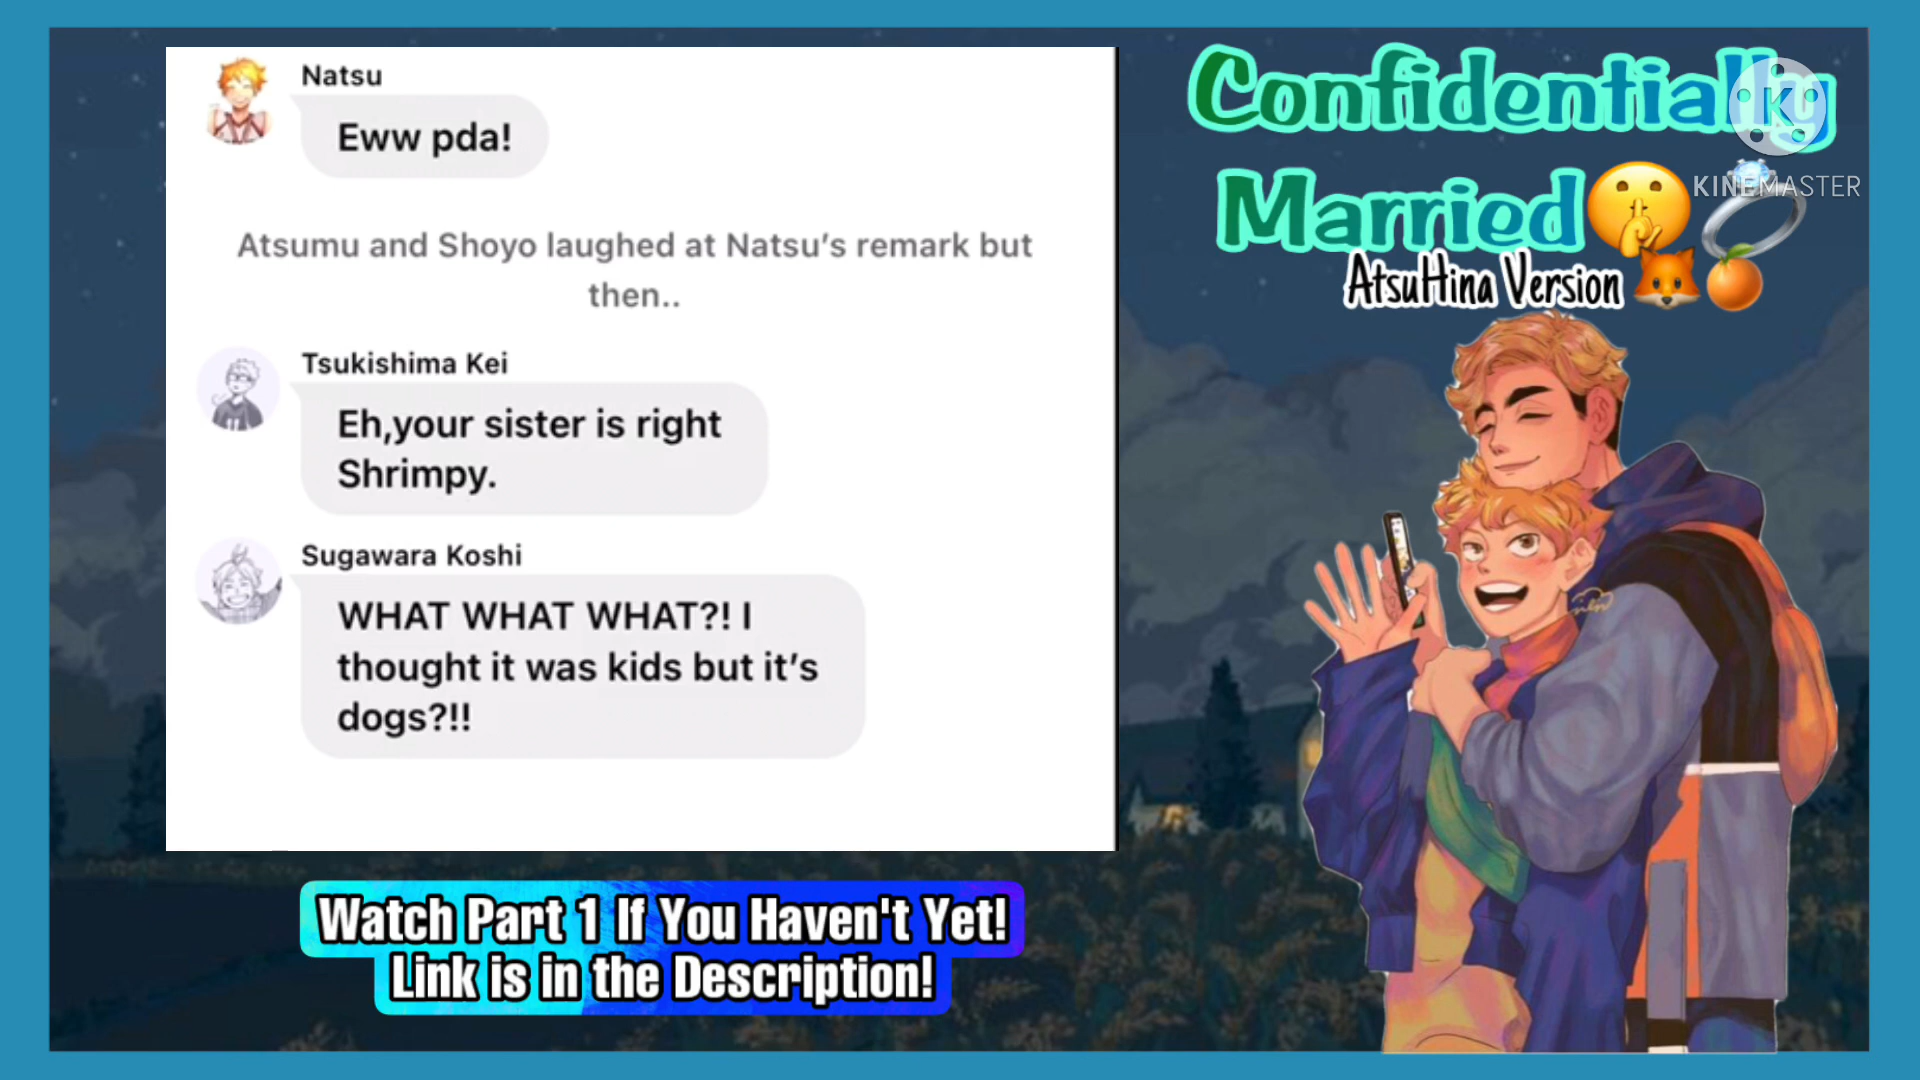 Natsu
Eww pda!
Atsumu and Shoyo laughed at Natsu's remark but
then..
Tsukishima Kei
Eh,your sister is right
Shrimpy.
Sugawara Koshi
WHAT WHAT WHAT?! I
thought it was kids but it's
dogs?!!
Confidentially
Married
KINEMASTER
AtsuHina Version
Watch Part 1 If You Haven't Yet!
Link is in the Description!